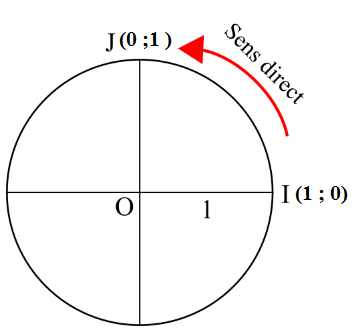 J (0 ;1 )
Sens direct
O
1
I (1 ; 0)